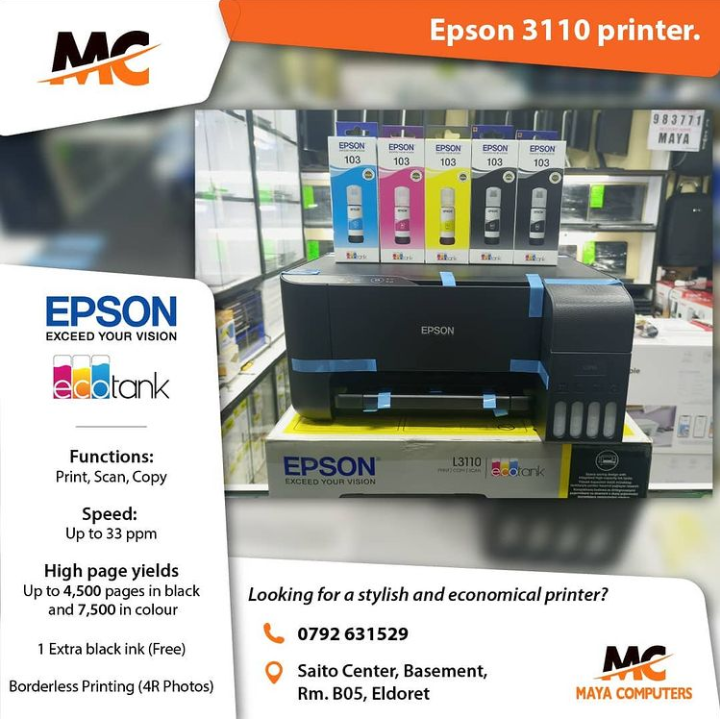 MC
Epson 3110 printer.
983771
MAYA
EPSON EPSON EPSON EPSON EPSON
103 103 103 103 103
ecotank
EPSON
EPSON
EXCEED YOUR VISION
ecotank
EPSON
EXCEED YOUR VISION
L3110
ecotank
Functions:
Print, Scan, Copy
Speed:
Up to 33 ppm
High page yields
Up to 4,500 pages in black
and 7,500 in colour
1 Extra black ink (Free)
Borderless Printing (4R Photos)
Looking for a stylish and economical printer?
0792 631529
Saito Center, Basement,
Rm. B05, Eldoret
MC
MAYA COMPUTERS